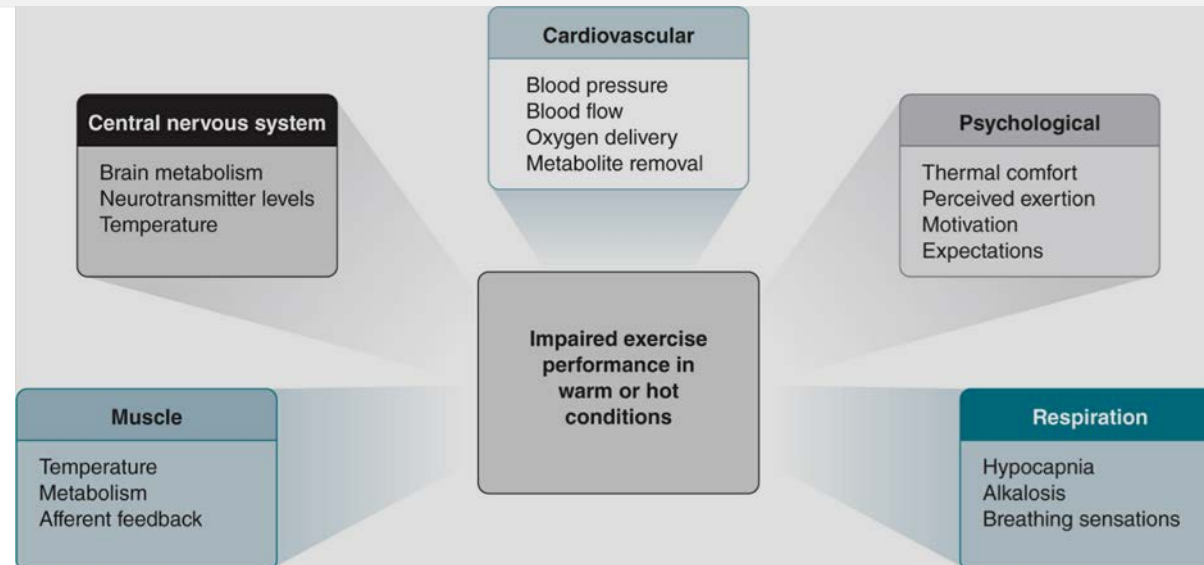 Cardiovascular
Blood pressure
Blood flow
Oxygen delivery
Metabolite removal
Central nervous system
Brain metabolism
Neurotransmitter levels
Temperature
Psychological
Thermal comfort
Perceived exertion
Motivation
Expectations
Impaired exercise
performance in
warm or hot
conditions
Muscle
Temperature
Metabolism
Afferent feedback
Respiration
Hypocapnia
Alkalosis
Breathing sensations